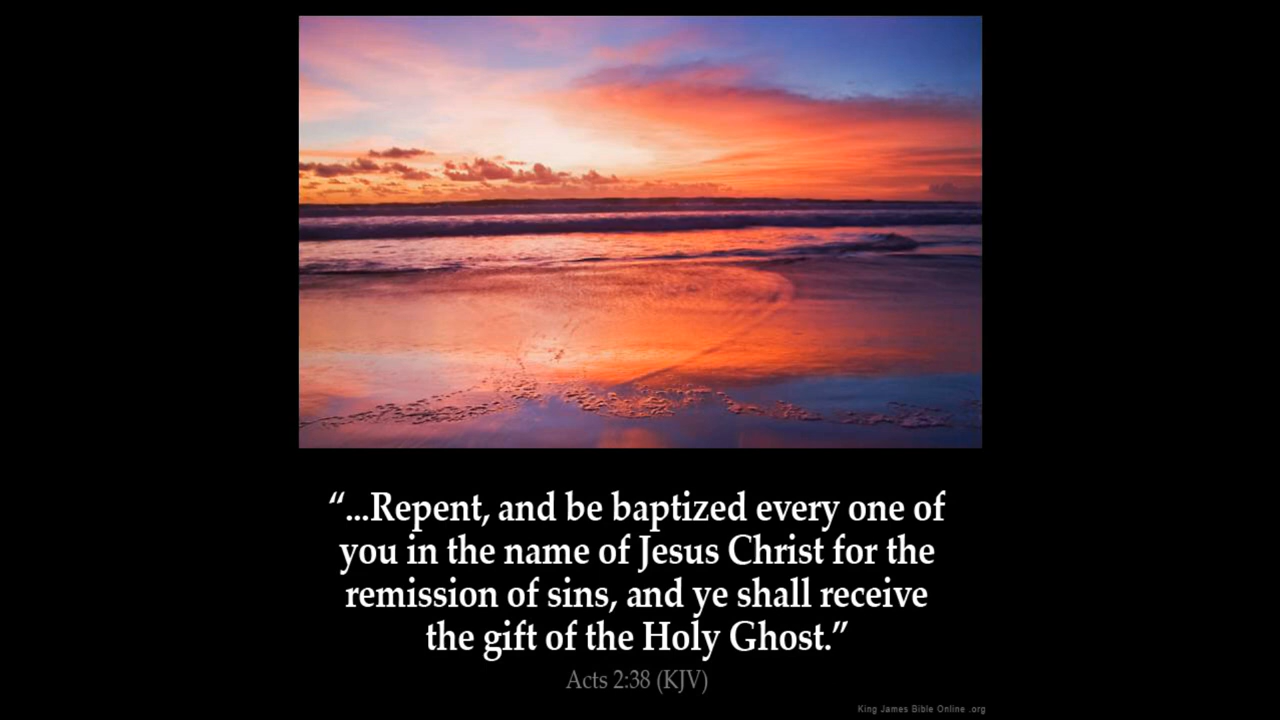 “...Repent, and be baptized every one of
you in the name of Jesus Christ for the
remission of sins, and ye shall receive
the gift of the Holy Ghost.”
Acts 2:38 (KJV)
King James Bible Online .org